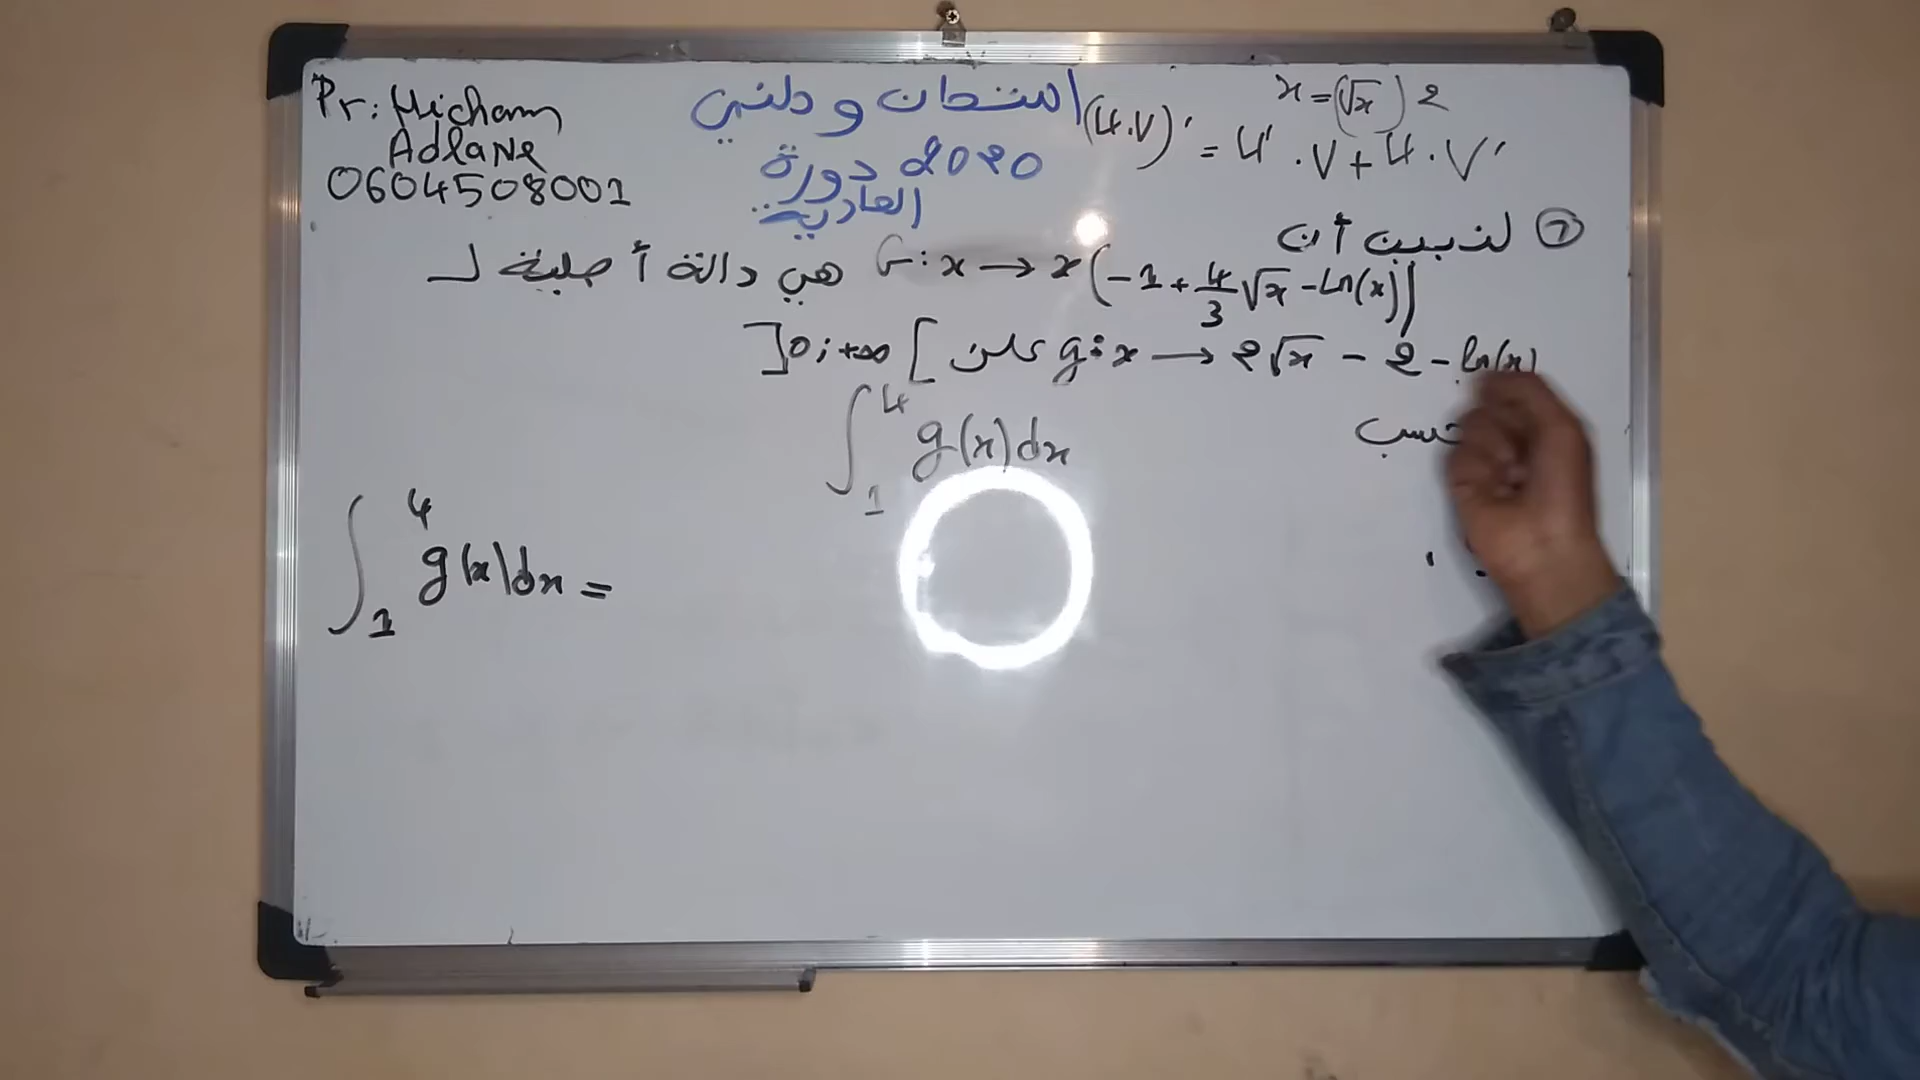 Pr: Hicham
Adlane
0604508001
امتحان وطني
2020 دورة
العادية
x = (√x)2
(U.V)' = U' . V + U . V'
⑦ لنبين أن
G : x → x(-1 + 4/3 √x - ln(x)) هي دالة أصلية لـ
g : x → 2√x - 2 - ln(x) على ]0 ; +∞[
∫₁⁴ g(x)dx
∫₁⁴ g(x)dx =